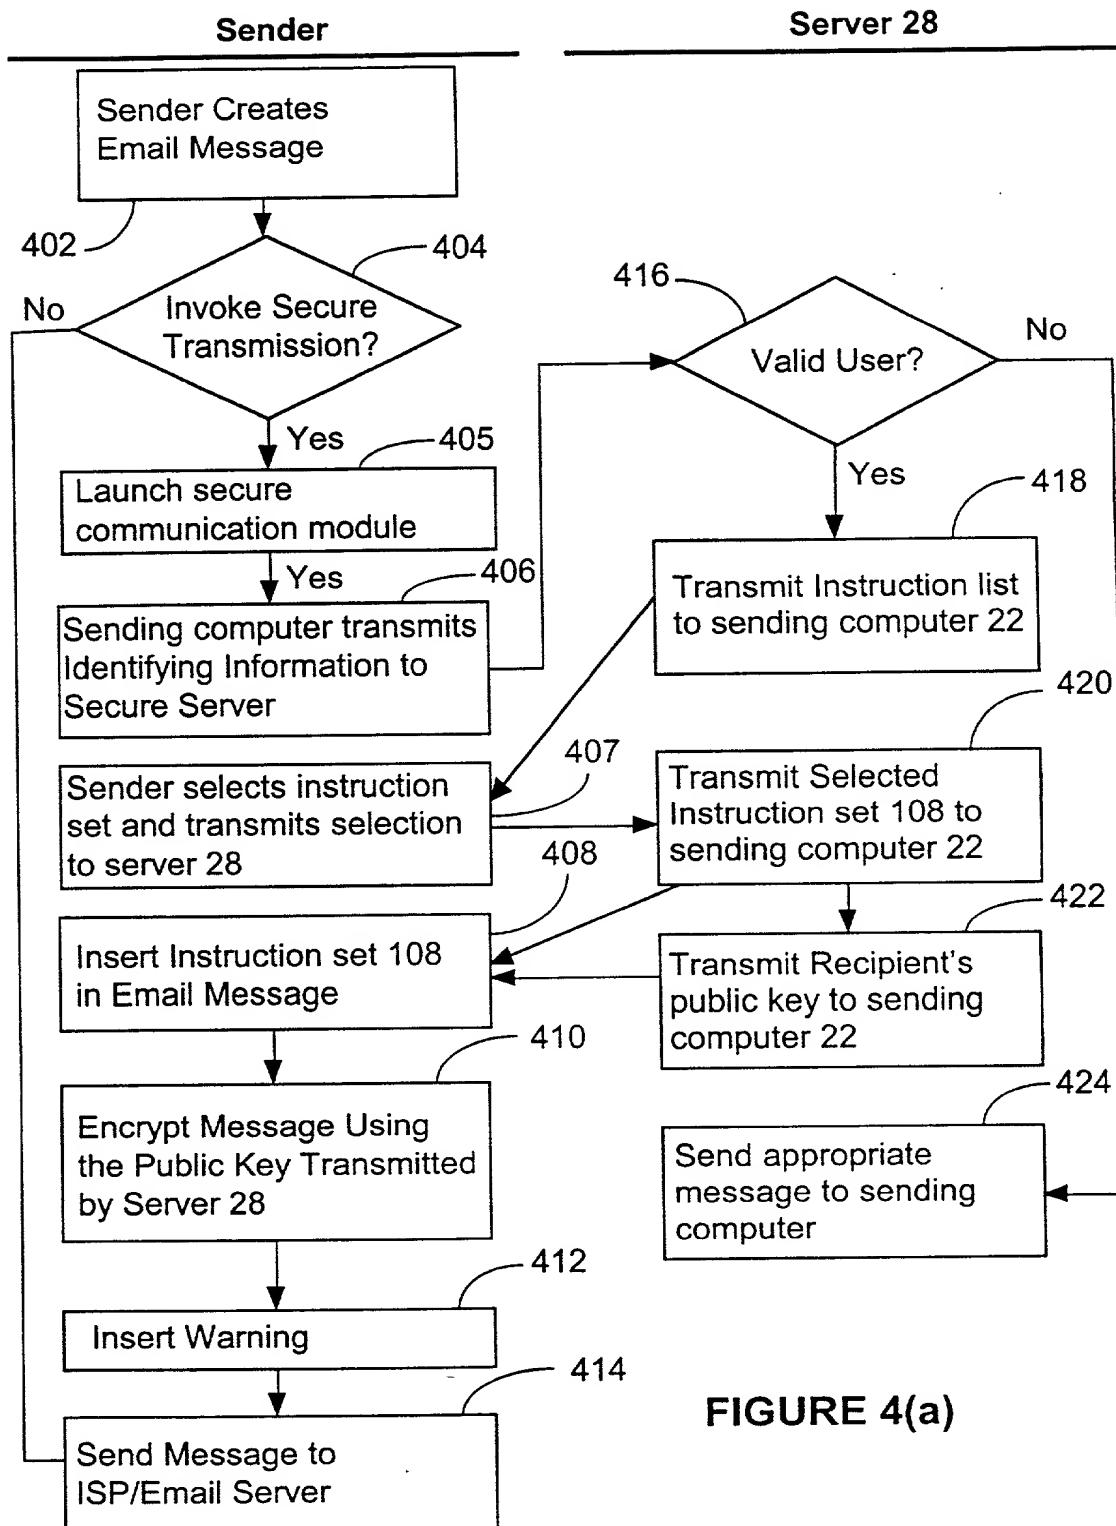 Sender
Server 28
Sender Creates
Email Message
402
404
No
Invoke Secure
Transmission?
416
Valid User?
No
Yes
405
Launch secure
communication module
Yes
418
Transmit Instruction list
to sending computer 22
Yes
406
Sending computer transmits
Identifying Information to
Secure Server
407
Sender selects instruction
set and transmits selection
to server 28
420
Transmit Selected
Instruction set 108 to
sending computer 22
408
Insert Instruction set 108
in Email Message
422
Transmit Recipient's
public key to sending
computer 22
410
Encrypt Message Using
the Public Key Transmitted
by Server 28
424
Send appropriate
message to sending
computer
412
Insert Warning
414
Send Message to
ISP/Email Server
FIGURE 4(a)